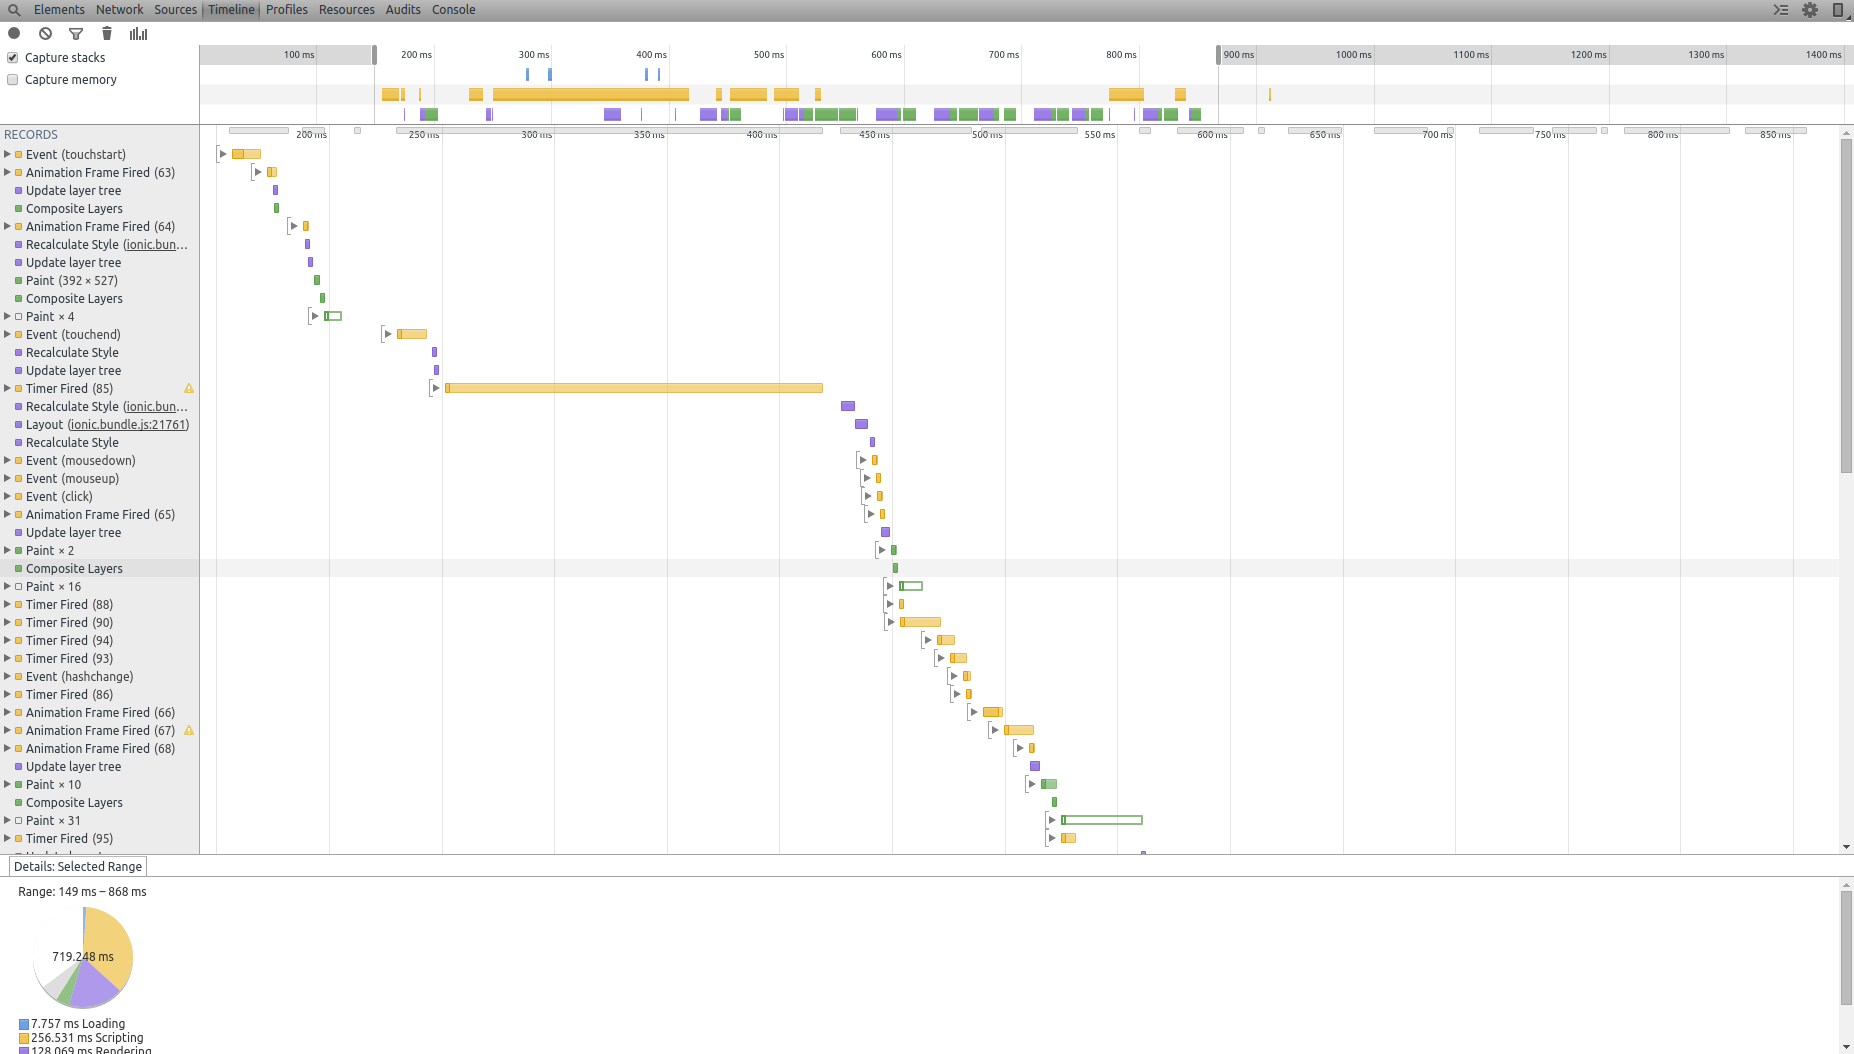 Elements Network Sources Timeline Profiles Resources Audits Console
Capture stacks
Capture memory
100 ms 200 ms 300 ms 400 ms 500 ms 600 ms 700 ms 800 ms 900 ms 1000 ms 1100 ms 1200 ms 1300 ms 1400 ms
RECORDS
200 ms 250 ms 300 ms 350 ms 400 ms 450 ms 500 ms 550 ms 600 ms 650 ms 700 ms 750 ms 800 ms 850 ms
Event (touchstart)
Animation Frame Fired (63)
Update layer tree
Composite Layers
Animation Frame Fired (64)
Recalculate Style (ionic.bun...
Update layer tree
Paint (392 × 527)
Composite Layers
Paint × 4
Event (touchend)
Recalculate Style
Update layer tree
Timer Fired (85)
Recalculate Style (ionic.bun...
Layout (ionic.bundle.js:21761)
Recalculate Style
Event (mousedown)
Event (mouseup)
Event (click)
Animation Frame Fired (65)
Update layer tree
Paint × 2
Composite Layers
Paint × 16
Timer Fired (88)
Timer Fired (90)
Timer Fired (94)
Timer Fired (93)
Event (hashchange)
Timer Fired (86)
Animation Frame Fired (66)
Animation Frame Fired (67)
Animation Frame Fired (68)
Update layer tree
Paint × 10
Composite Layers
Paint × 31
Timer Fired (95)
Details: Selected Range
Range: 149 ms – 868 ms
719.248 ms
7.757 ms Loading
256.531 ms Scripting
128.069 ms Rendering